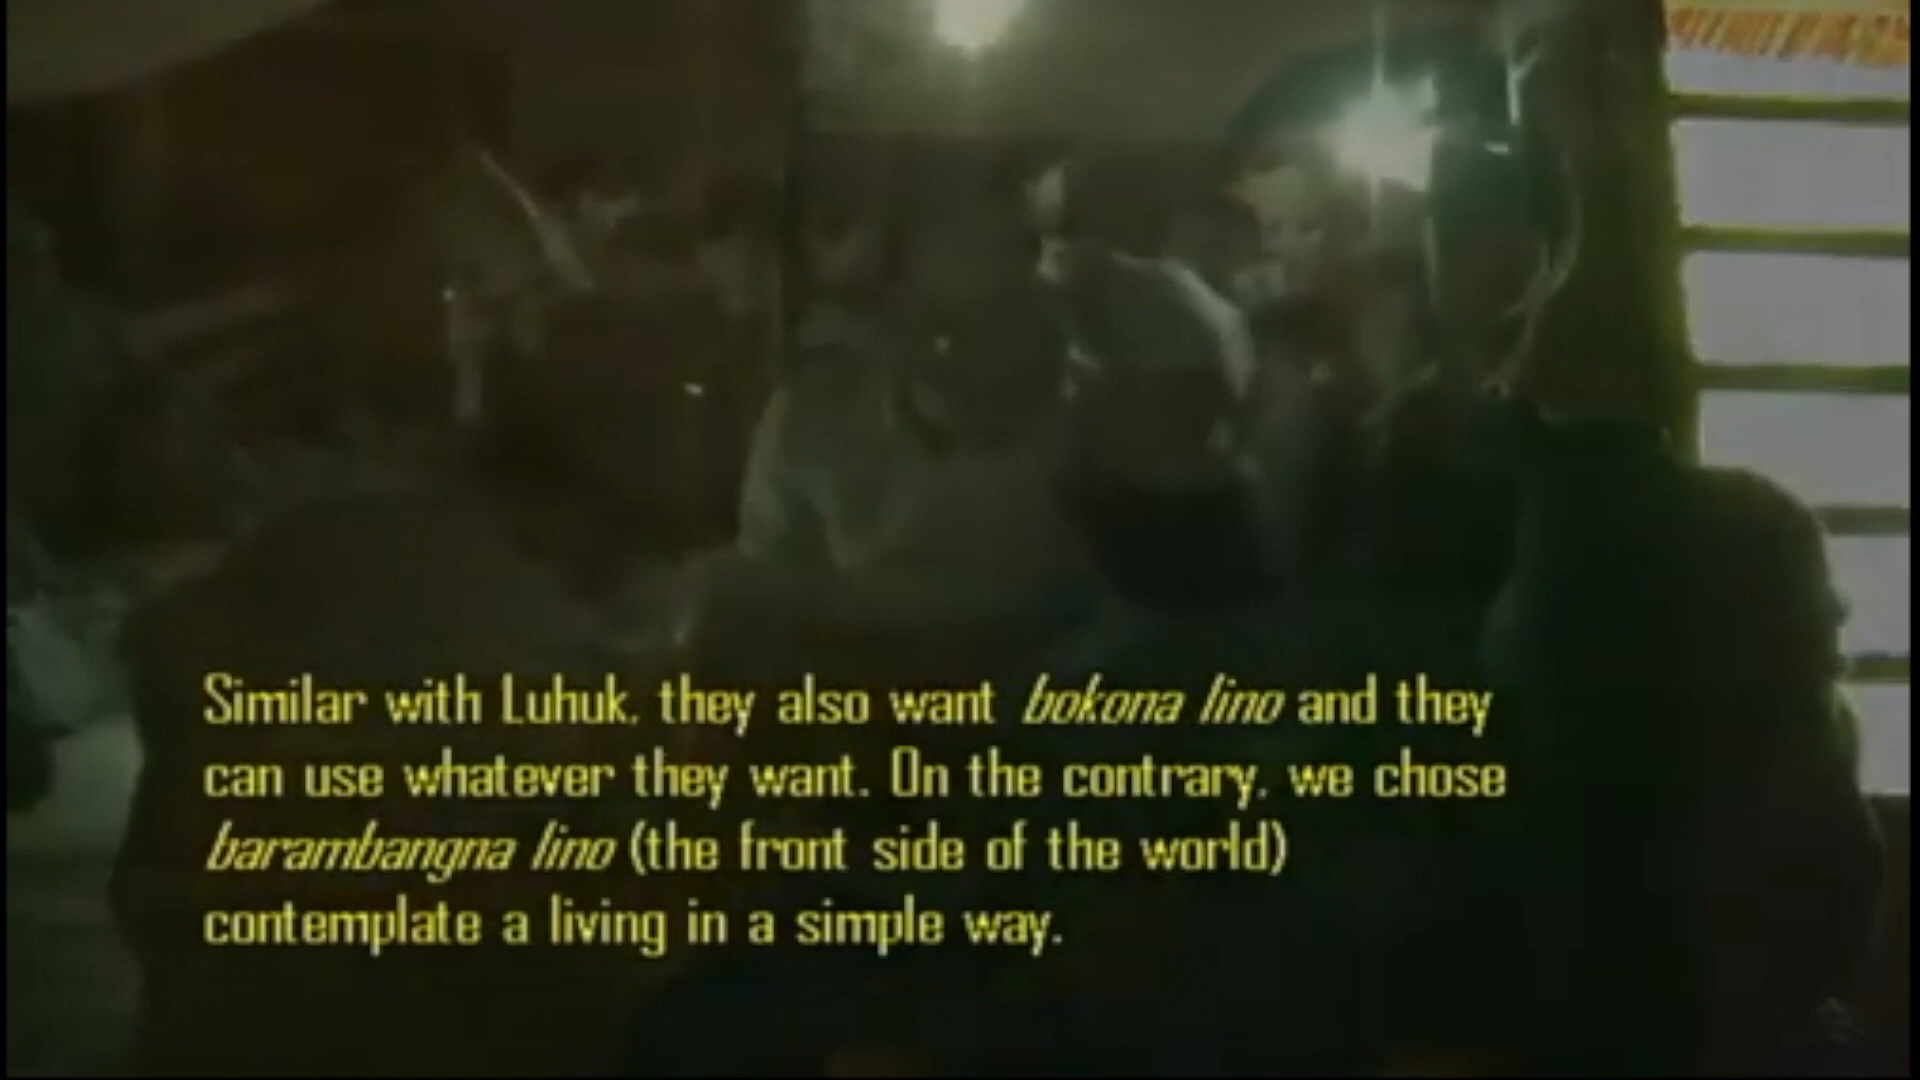 Similar with Luhuk, they also want bokona lino and they
can use whatever they want. On the contrary, we chose
barambangna lino (the front side of the world)
contemplate a living in a simple way.